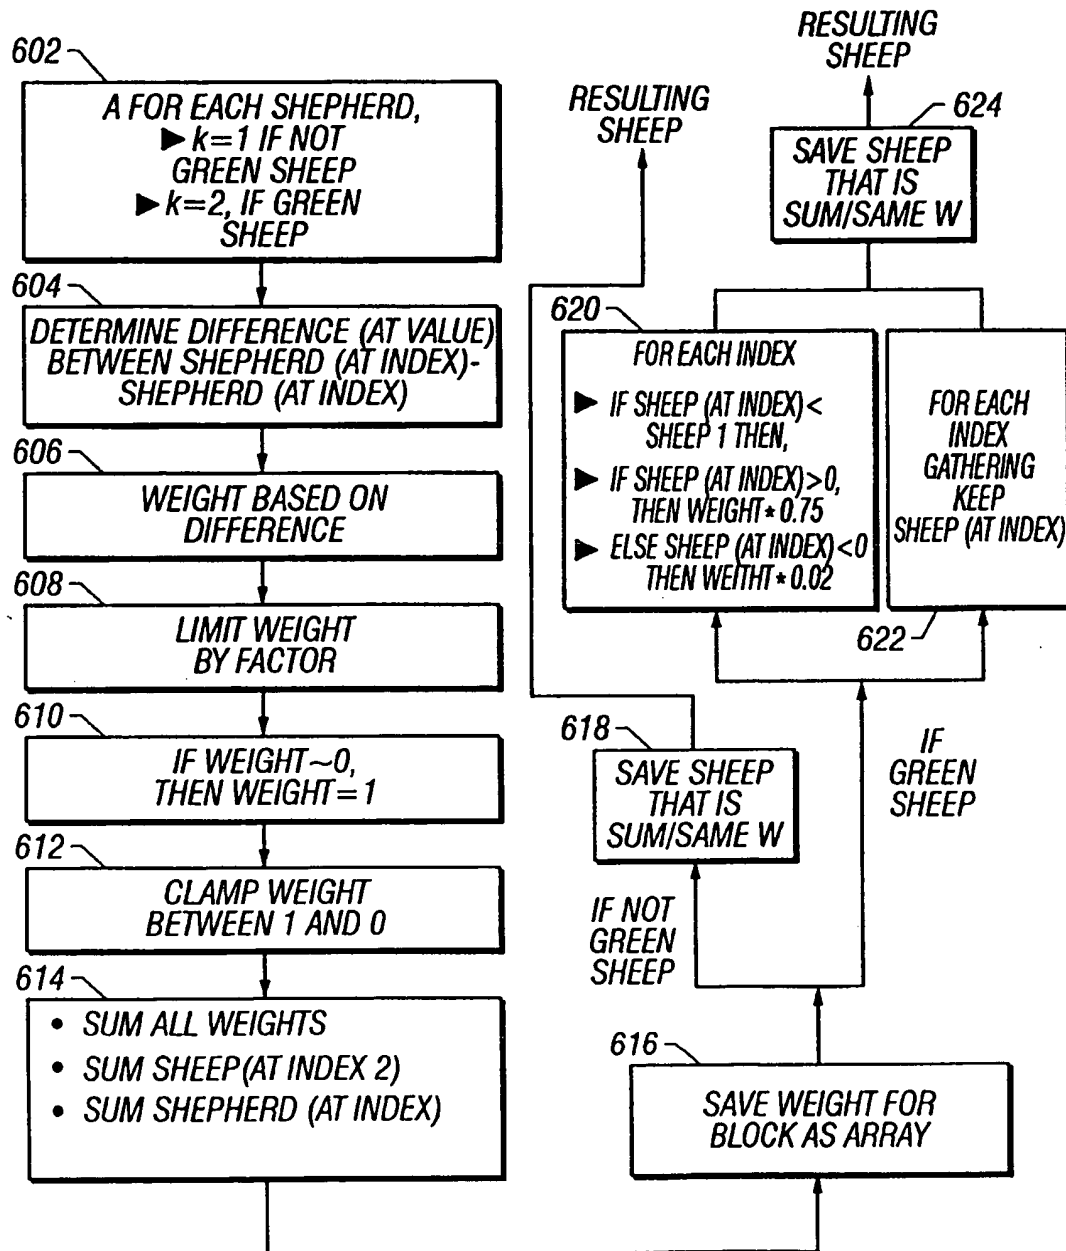 602
A FOR EACH SHEPHERD,
► k=1 IF NOT
GREEN SHEEP
► k=2, IF GREEN
SHEEP
604
DETERMINE DIFFERENCE (AT VALUE)
BETWEEN SHEPHERD (AT INDEX)-
SHEPHERD (AT INDEX)
606
WEIGHT BASED ON
DIFFERENCE
608
LIMIT WEIGHT
BY FACTOR
610
IF WEIGHT~0,
THEN WEIGHT=1
612
CLAMP WEIGHT
BETWEEN 1 AND 0
614
• SUM ALL WEIGHTS
• SUM SHEEP(AT INDEX 2)
• SUM SHEPHERD (AT INDEX)
616
SAVE WEIGHT FOR
BLOCK AS ARRAY
IF NOT
GREEN
SHEEP
618
SAVE SHEEP
THAT IS
SUM/SAME W
RESULTING
SHEEP
IF
GREEN
SHEEP
620
FOR EACH INDEX
► IF SHEEP (AT INDEX)<
SHEEP 1 THEN,
► IF SHEEP (AT INDEX)>0,
THEN WEIGHT*0.75
► ELSE SHEEP (AT INDEX)<0
THEN WEITHT*0.02
622
FOR EACH
INDEX
GATHERING
KEEP
SHEEP (AT INDEX)
624
SAVE SHEEP
THAT IS
SUM/SAME W
RESULTING
SHEEP